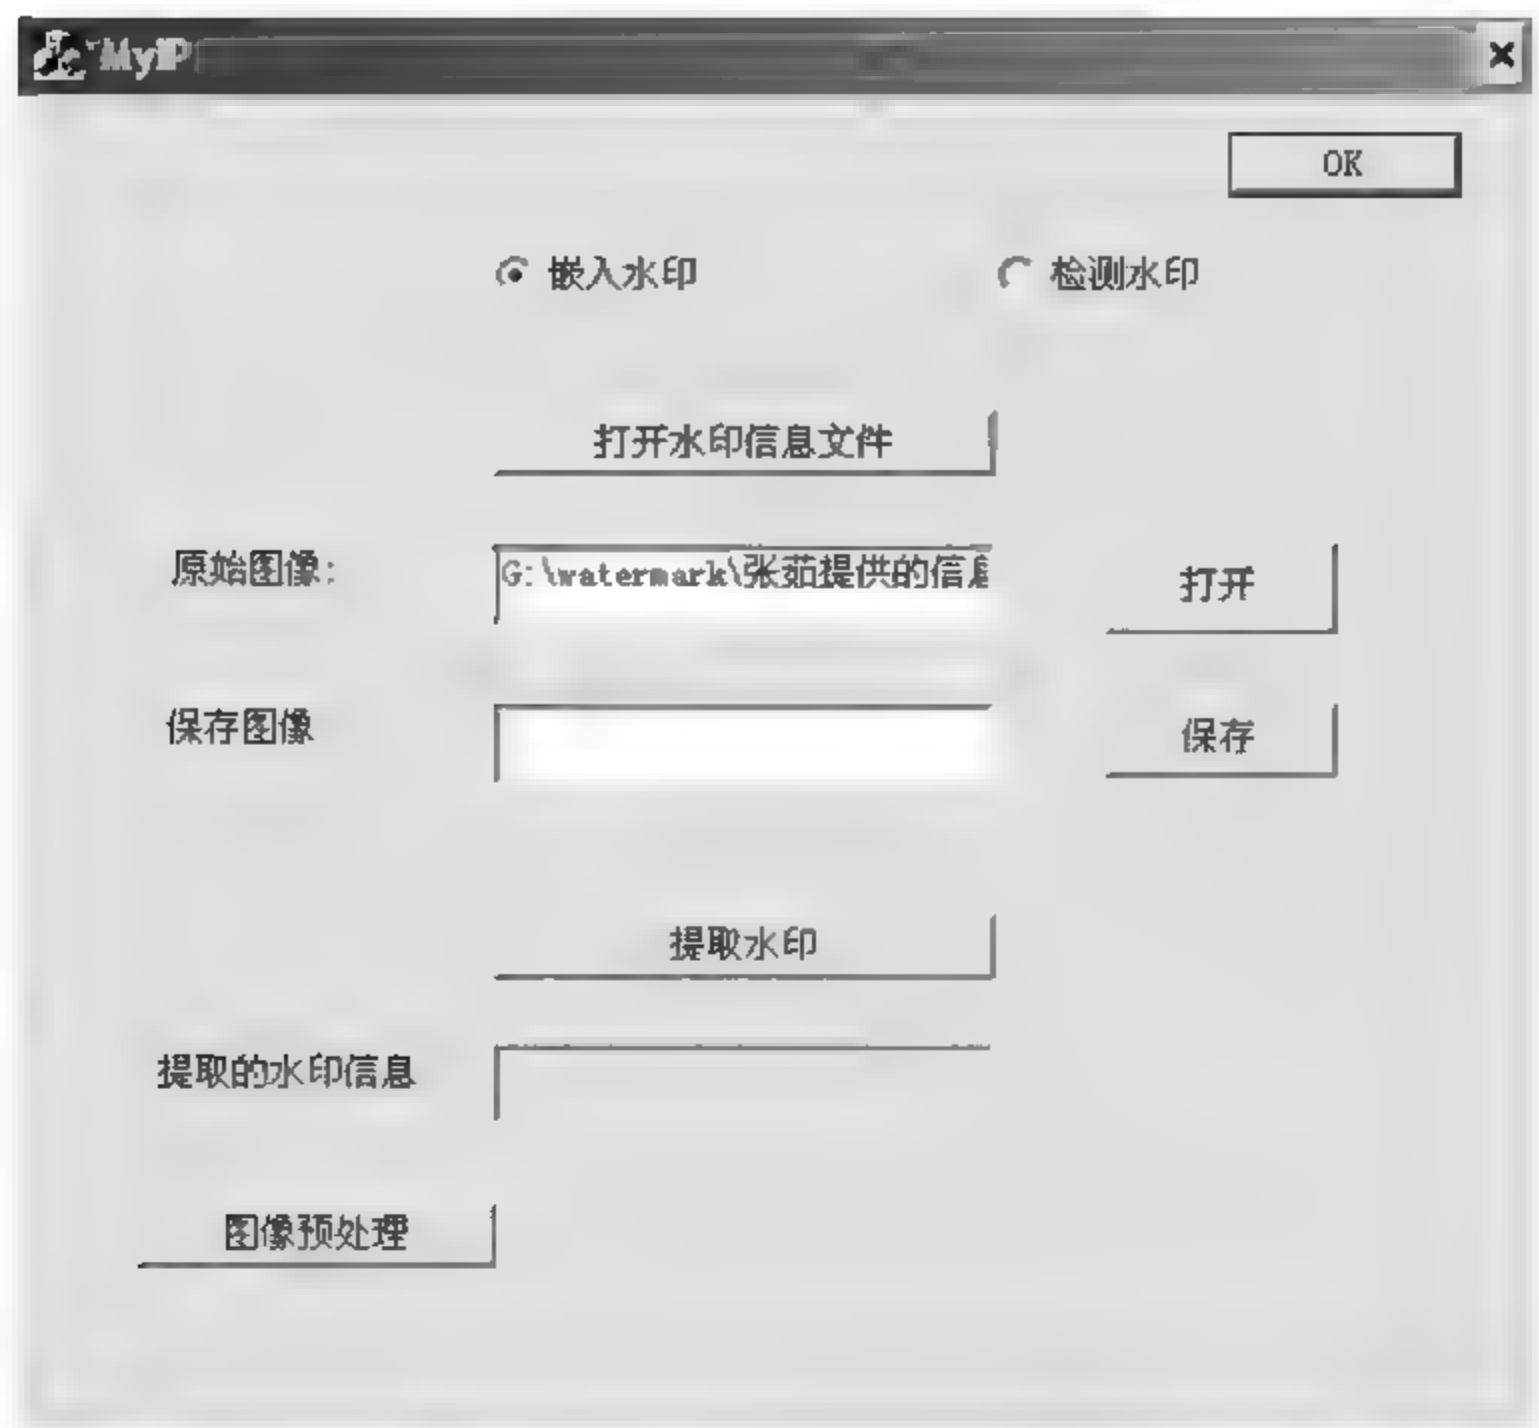 MyIP
OK
嵌入水印 检测水印
打开水印信息文件
原始图像: G:\watermark\张茹提供的信息 打开
保存图像 保存
提取水印
提取的水印信息
图像预处理